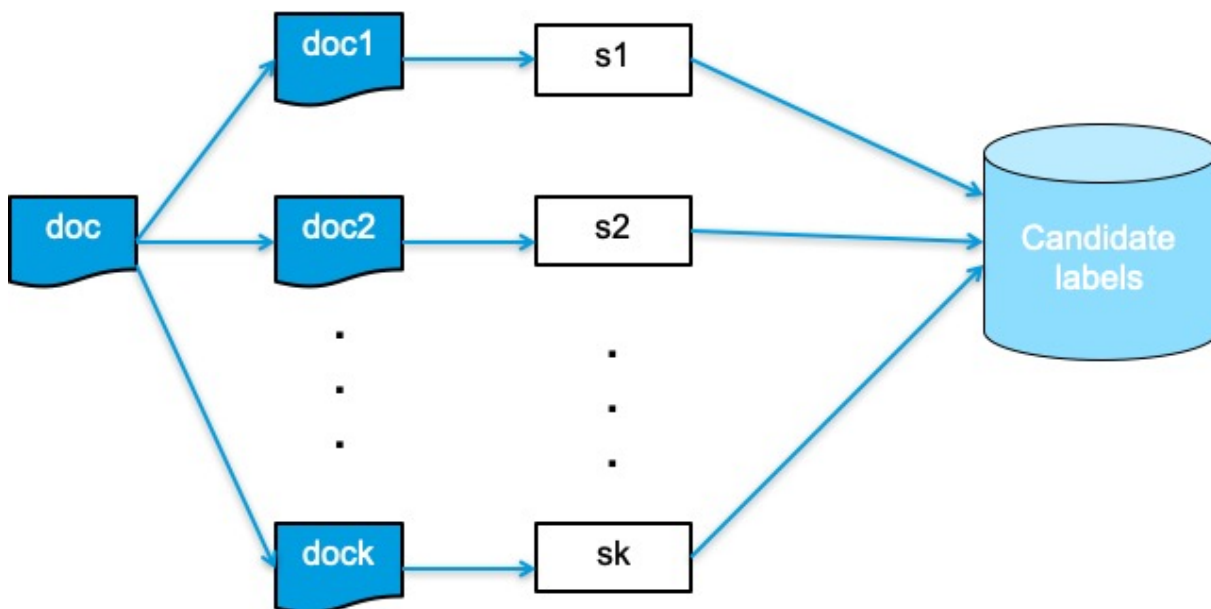 doc1
s1
doc
doc2
s2
Candidate
labels
.
.
.
.
.
.
dock
sk